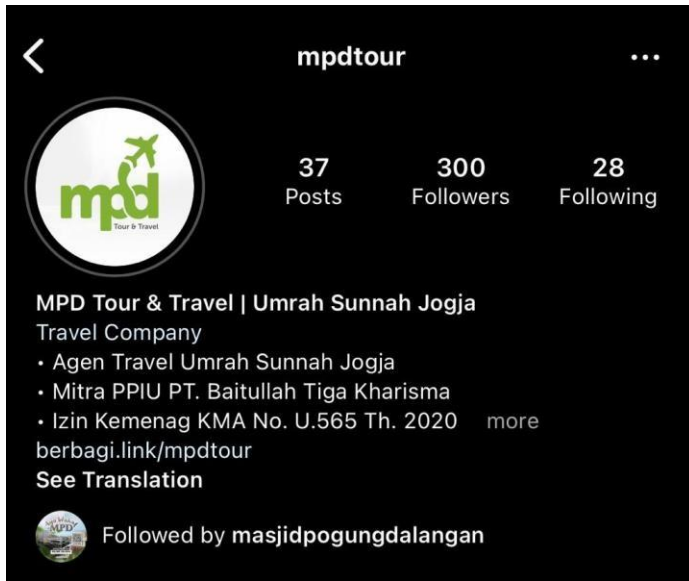 mpdtour
mpd
Tour & Travel
37 300 28
Posts Followers Following
MPD Tour & Travel | Umrah Sunnah Jogja
Travel Company
• Agen Travel Umrah Sunnah Jogja
• Mitra PPIU PT. Baitullah Tiga Kharisma
• Izin Kemenag KMA No. U.565 Th. 2020 more
berbagi.link/mpdtour
See Translation
MPD
Followed by masjidpogungdalangan